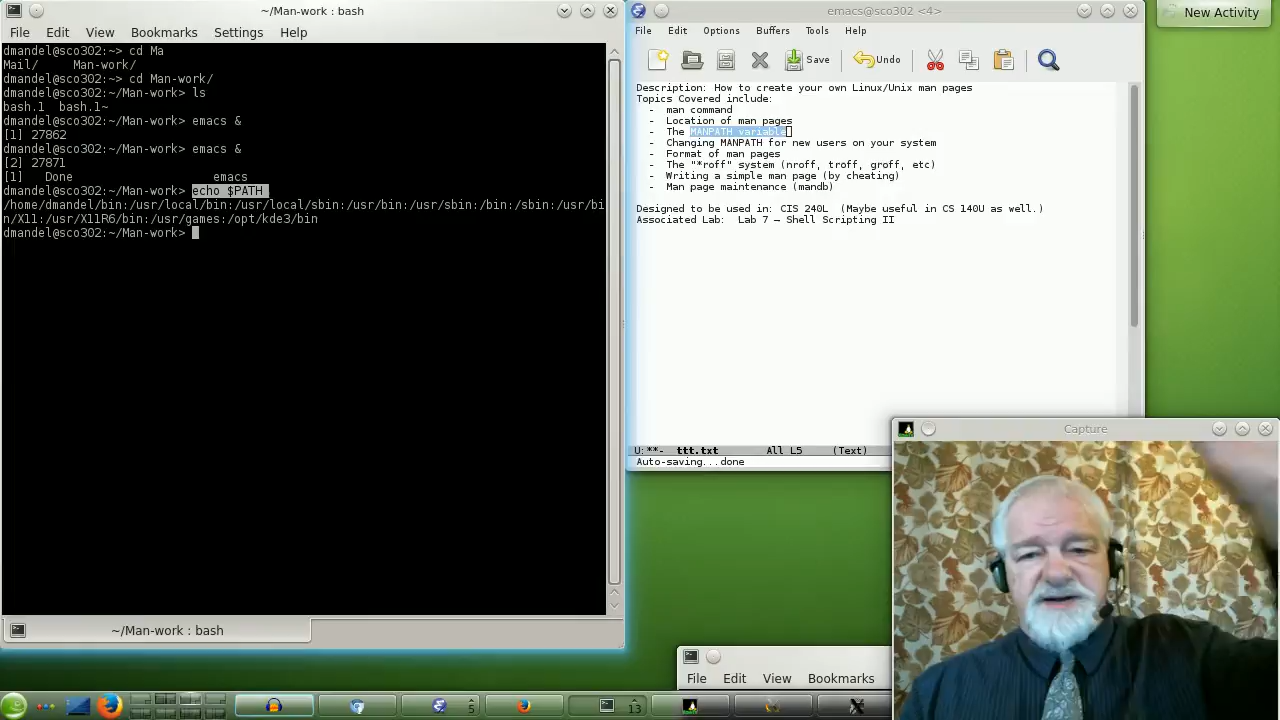 ~/Man-work : bash
File Edit View Bookmarks Settings Help
dmandel@sco302:~> cd Ma
Mail/     Man-work/
dmandel@sco302:~> cd Man-work/
dmandel@sco302:~/Man-work> ls
bash.1  bash.1~
dmandel@sco302:~/Man-work> emacs &
[1] 27862
dmandel@sco302:~/Man-work> emacs &
[2] 27871
[1]   Done                    emacs
dmandel@sco302:~/Man-work> echo $PATH
/home/dmandel/bin:/usr/local/bin:/usr/local/sbin:/usr/bin:/usr/sbin:/bin:/sbin:/usr/bi
n/X11:/usr/X11R6/bin:/usr/games:/opt/kde3/bin
dmandel@sco302:~/Man-work>
~/Man-work : bash
emacs@sco302 <4>
File Edit Options Buffers Tools Help
Save Undo
Description: How to create your own Linux/Unix man pages
Topics Covered include:
- man command
- Location of man pages
- The MANPATH variable
- Changing MANPATH for new users on your system
- Format of man pages
- The "*roff" system (nroff, troff, groff, etc)
- Writing a simple man page (by cheating)
- Man page maintenance (mandb)
Designed to be used in: CIS 240L (Maybe useful in CS 140U as well.)
Associated Lab: Lab 7 – Shell Scripting II
U:**- ttt.txt All L5 (Text)
Auto-saving...done
New Activity
Capture
File Edit View Bookmarks
5
13